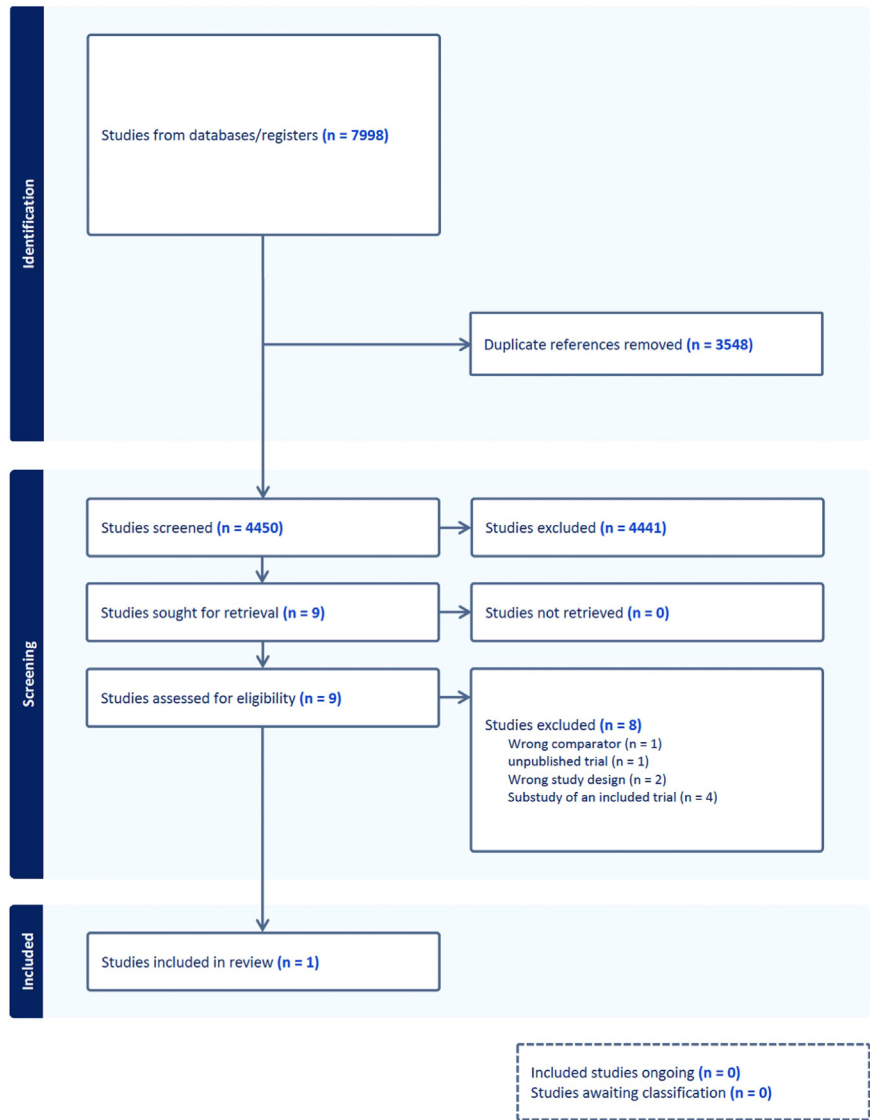 Identification
Studies from databases/registers (n = 7998)
Duplicate references removed (n = 3548)
Screening
Studies screened (n = 4450)
Studies excluded (n = 4441)
Studies sought for retrieval (n = 9)
Studies not retrieved (n = 0)
Studies assessed for eligibility (n = 9)
Studies excluded (n = 8)
Wrong comparator (n = 1)
unpublished trial (n = 1)
Wrong study design (n = 2)
Substudy of an included trial (n = 4)
Included
Studies included in review (n = 1)
Included studies ongoing (n = 0)
Studies awaiting classification (n = 0)